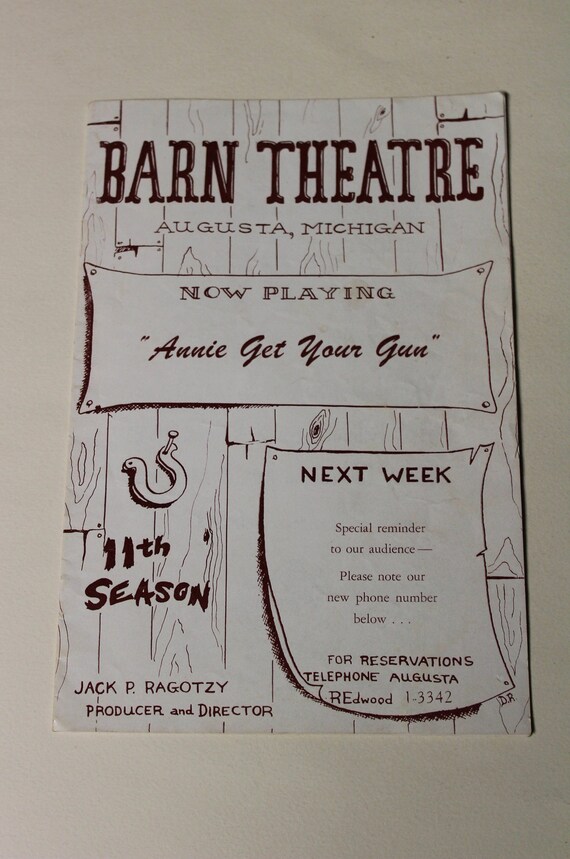 BARN THEATRE
AUGUSTA, MICHIGAN
NOW PLAYING
"Annie Get Your Gun"
11th
SEASON
NEXT WEEK
Special reminder
to our audience —
Please note our
new phone number
below . . .
FOR RESERVATIONS
TELEPHONE AUGUSTA
REdwood 1-3342
D.R
JACK P. RAGOTZY
PRODUCER and DIRECTOR